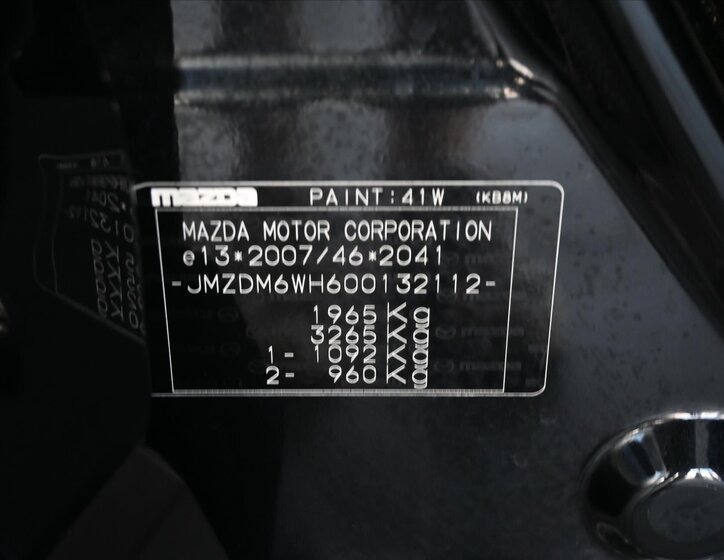 mazda PAINT:41W (KB8M)
MAZDA MOTOR CORPORATION
e13*2007/46*2041
-JMZDM6WH600132112-
1965 KG
3265 KG
1- 1092 KG
2- 960 KG